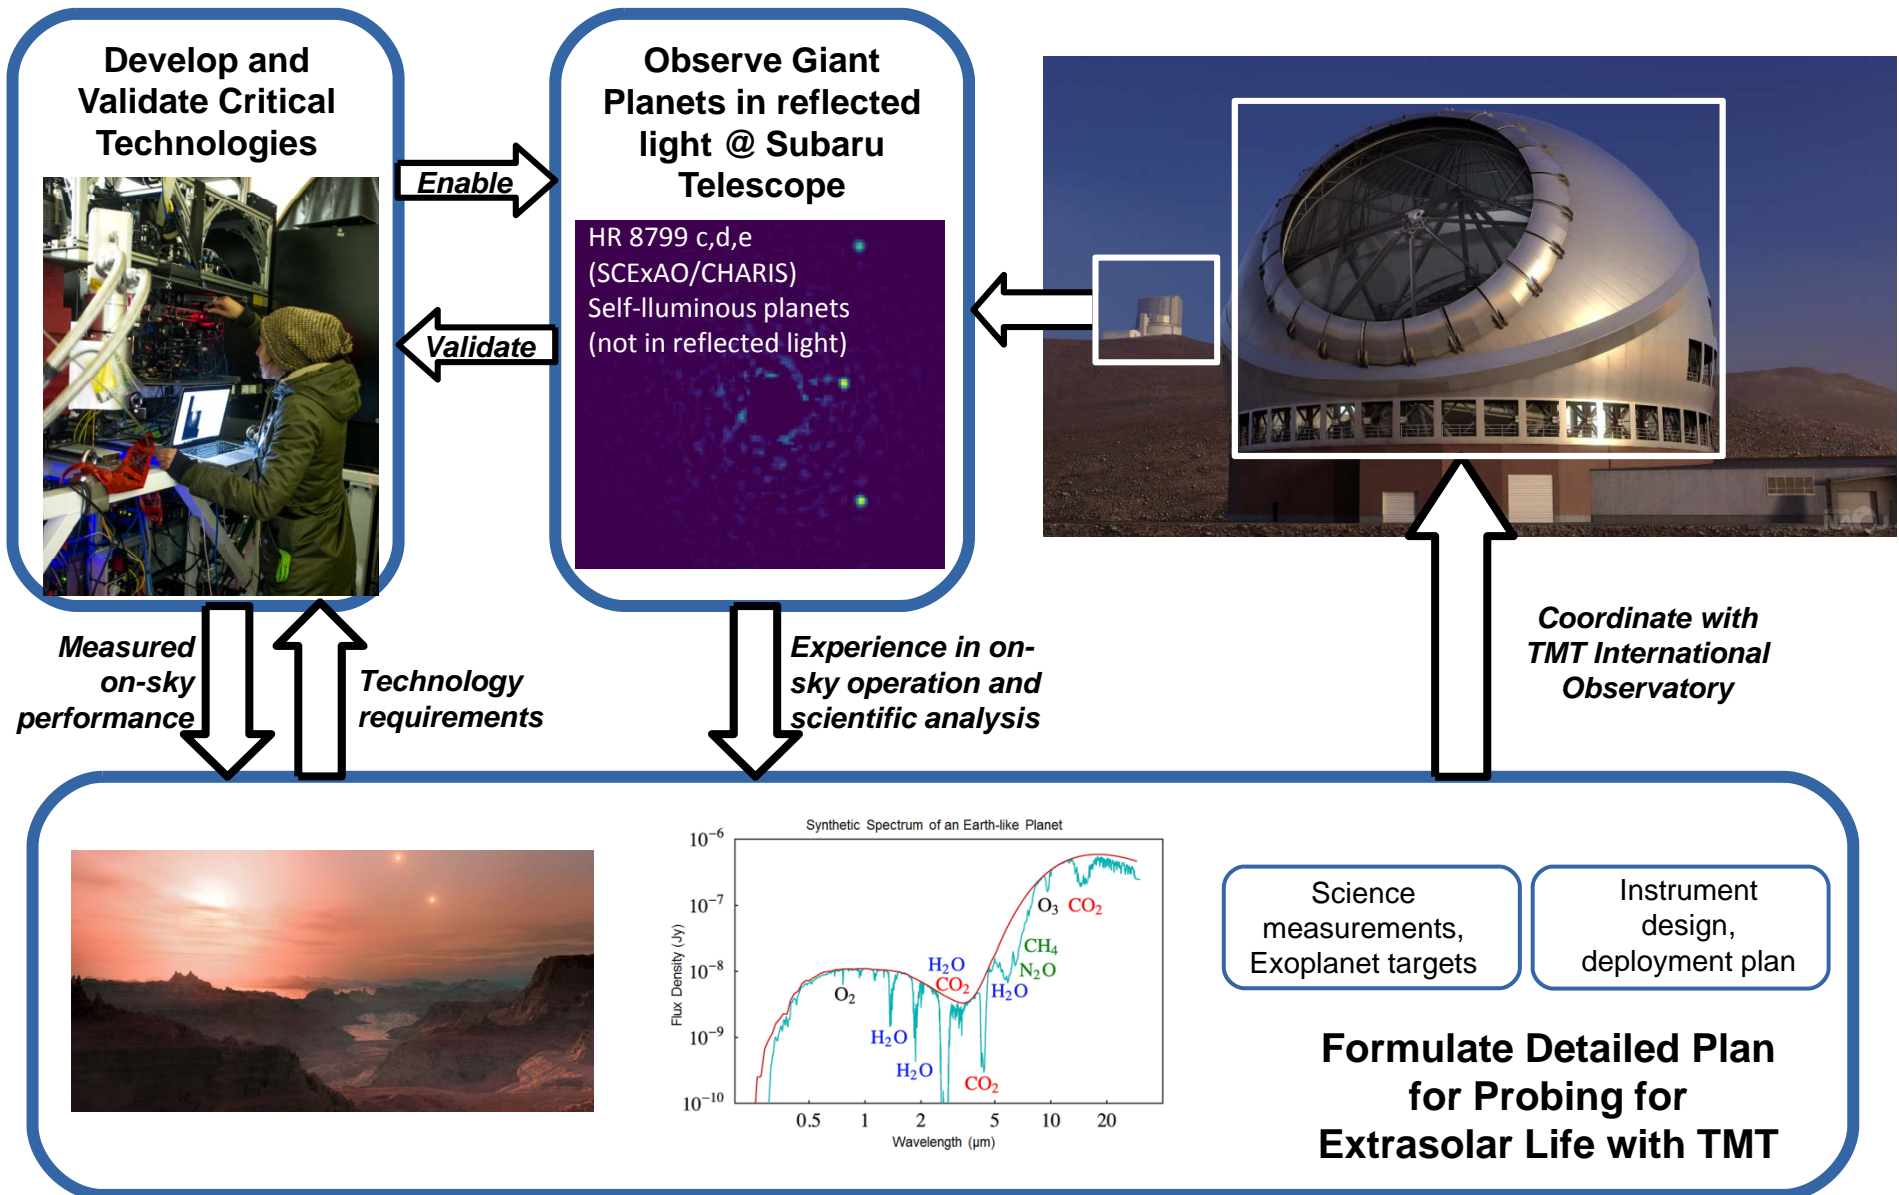 Develop and
Validate Critical
Technologies
Enable
Validate
Observe Giant
Planets in reflected
light @ Subaru
Telescope
HR 8799 c,d,e
(SCExAO/CHARIS)
Self-lluminous planets
(not in reflected light)
NAOJ
Measured
on-sky
performance
Technology
requirements
Experience in on-
sky operation and
scientific analysis
Coordinate with
TMT International
Observatory
Synthetic Spectrum of an Earth-like Planet
Flux Density (Jy)
10⁻⁶
10⁻⁷
10⁻⁸
10⁻⁹
10⁻¹⁰
O₃ CO₂
CH₄
N₂O
H₂O
H₂O
CO₂
O₂
H₂O
H₂O
CO₂
0.5 1 2 5 10 20
Wavelength (µm)
Science
measurements,
Exoplanet targets
Instrument
design,
deployment plan
Formulate Detailed Plan
for Probing for
Extrasolar Life with TMT